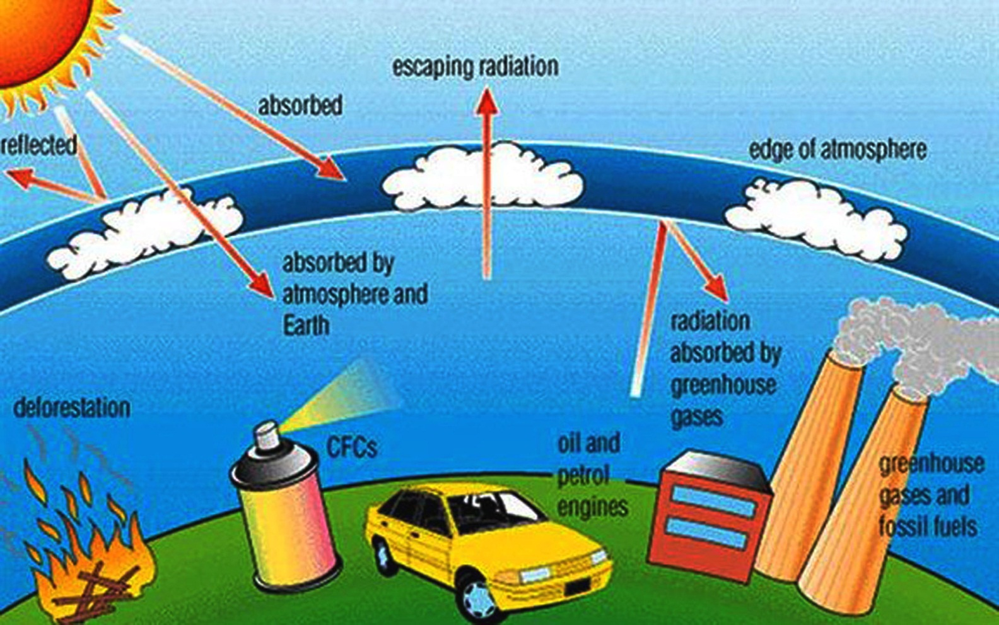 escaping radiation
absorbed
reflected
edge of atmosphere
absorbed by
atmosphere and
Earth
radiation
absorbed by
greenhouse
gases
deforestation
CFCs
oil and
petrol
engines
greenhouse
gases and
fossil fuels